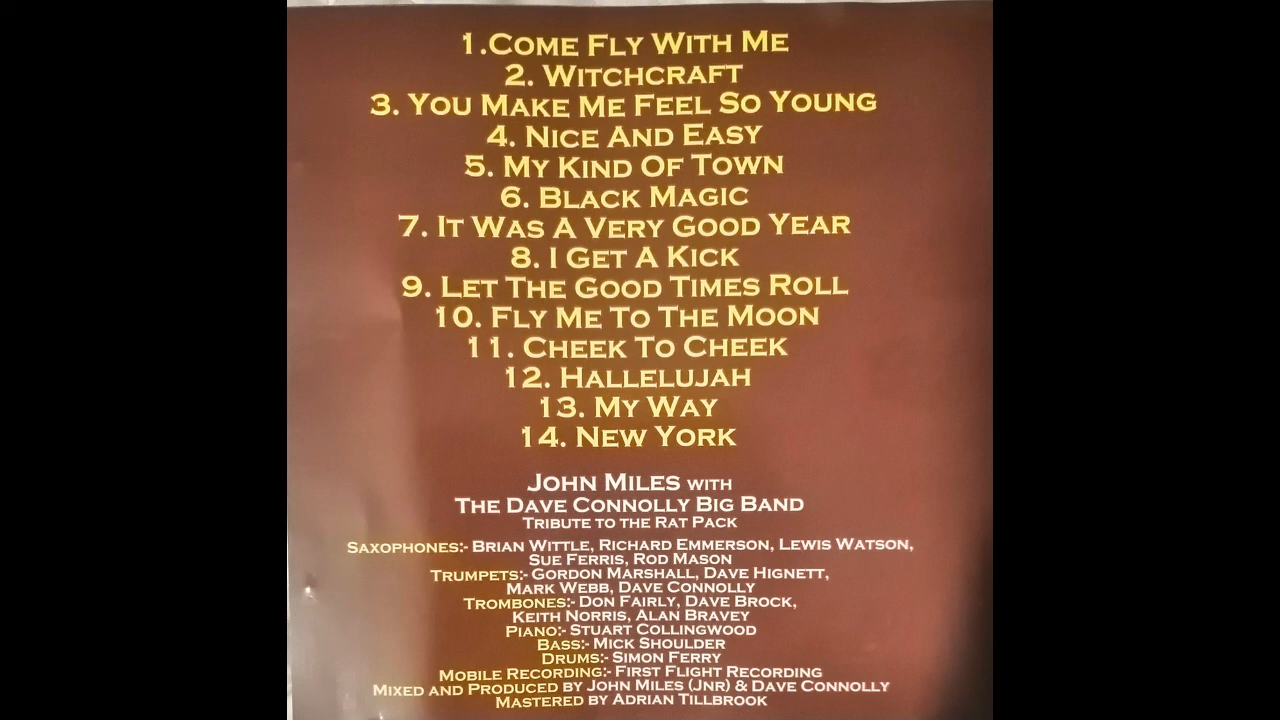 1.COME FLY WITH ME
2. WITCHCRAFT
3. YOU MAKE ME FEEL SO YOUNG
4. NICE AND EASY
5. MY KIND OF TOWN
6. BLACK MAGIC
7. IT WAS A VERY GOOD YEAR
8. I GET A KICK
9. LET THE GOOD TIMES ROLL
10. FLY ME TO THE MOON
11. CHEEK TO CHEEK
12. HALLELUJAH
13. MY WAY
14. NEW YORK
JOHN MILES WITH
THE DAVE CONNOLLY BIG BAND
TRIBUTE TO THE RAT PACK
SAXOPHONES:- BRIAN WITTLE, RICHARD EMMERSON, LEWIS WATSON,
SUE FERRIS, ROD MASON
TRUMPETS:- GORDON MARSHALL, DAVE HIGNETT,
MARK WEBB, DAVE CONNOLLY
TROMBONES:- DON FAIRLY, DAVE BROCK,
KEITH NORRIS, ALAN BRAVEY
PIANO:- STUART COLLINGWOOD
BASS:- MICK SHOULDER
DRUMS:- SIMON FERRY
MOBILE RECORDING:- FIRST FLIGHT RECORDING
MIXED AND PRODUCED BY JOHN MILES (JNR) & DAVE CONNOLLY
MASTERED BY ADRIAN TILLBROOK